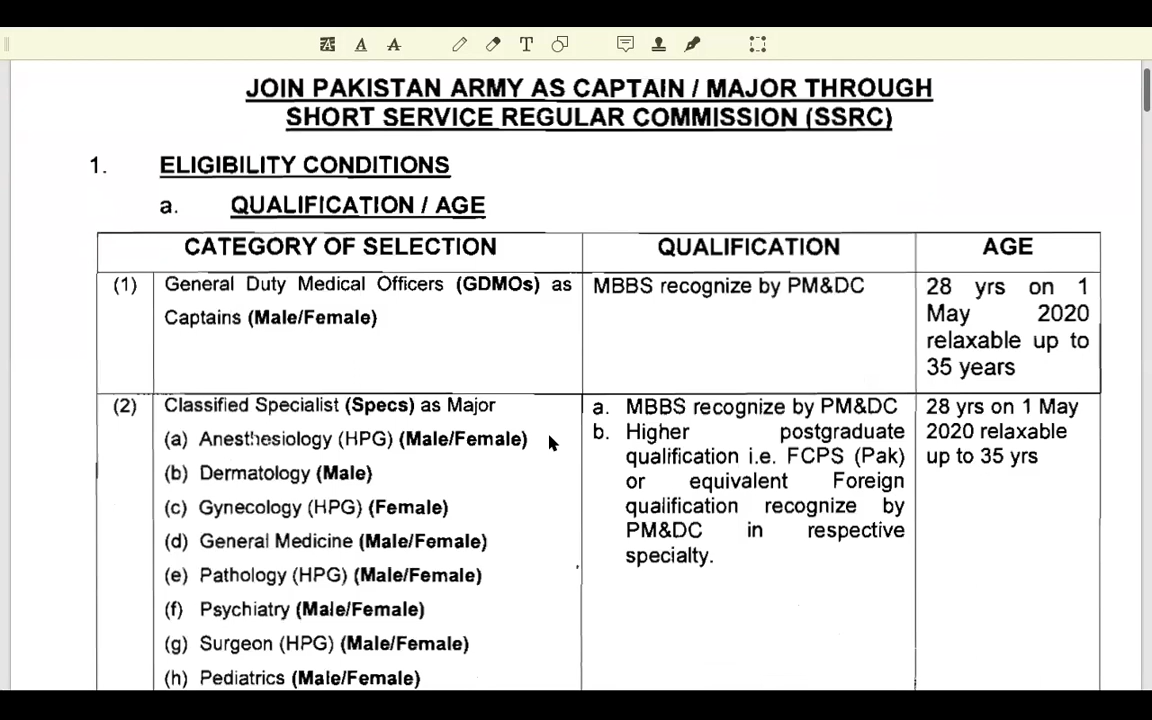 JOIN PAKISTAN ARMY AS CAPTAIN / MAJOR THROUGH
SHORT SERVICE REGULAR COMMISSION (SSRC)
1. ELIGIBILITY CONDITIONS
a. QUALIFICATION / AGE
CATEGORY OF SELECTION QUALIFICATION AGE
(1) General Duty Medical Officers (GDMOs) as
Captains (Male/Female)
MBBS recognize by PM&DC
28 yrs on 1
May 2020
relaxable up to
35 years
(2) Classified Specialist (Specs) as Major
(a) Anesthesiology (HPG) (Male/Female)
(b) Dermatology (Male)
(c) Gynecology (HPG) (Female)
(d) General Medicine (Male/Female)
(e) Pathology (HPG) (Male/Female)
(f) Psychiatry (Male/Female)
(g) Surgeon (HPG) (Male/Female)
(h) Pediatrics (Male/Female)
a. MBBS recognize by PM&DC
b. Higher postgraduate
qualification i.e. FCPS (Pak)
or equivalent Foreign
qualification recognize by
PM&DC in respective
specialty.
28 yrs on 1 May
2020 relaxable
up to 35 yrs